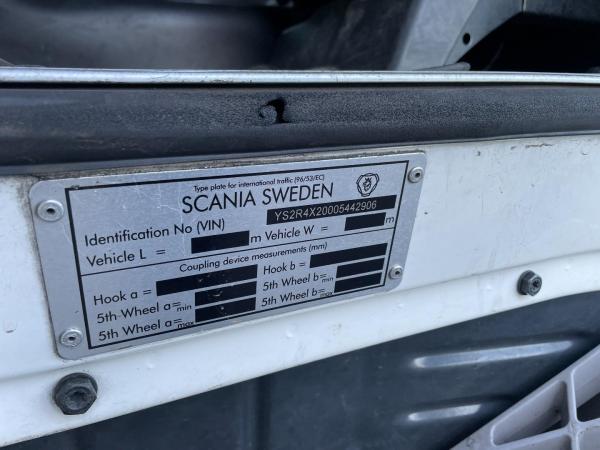 Type plate for international traffic (96/53/EC)
SCANIA SWEDEN
Identification No (VIN) YS2R4X20005442906
Vehicle L = m Vehicle W = m
Coupling device measurements (mm)
Hook a = Hook b =
5th Wheel a min = 5th Wheel b min =
5th Wheel a max = 5th Wheel b max =